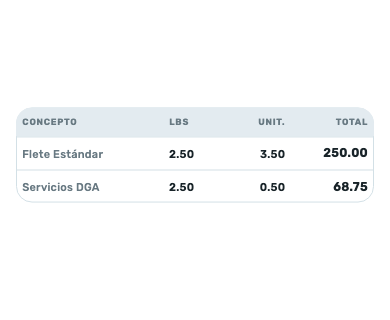 CONCEPTO LBS UNIT. TOTAL
Flete Estándar 2.50 3.50 250.00
Servicios DGA 2.50 0.50 68.75